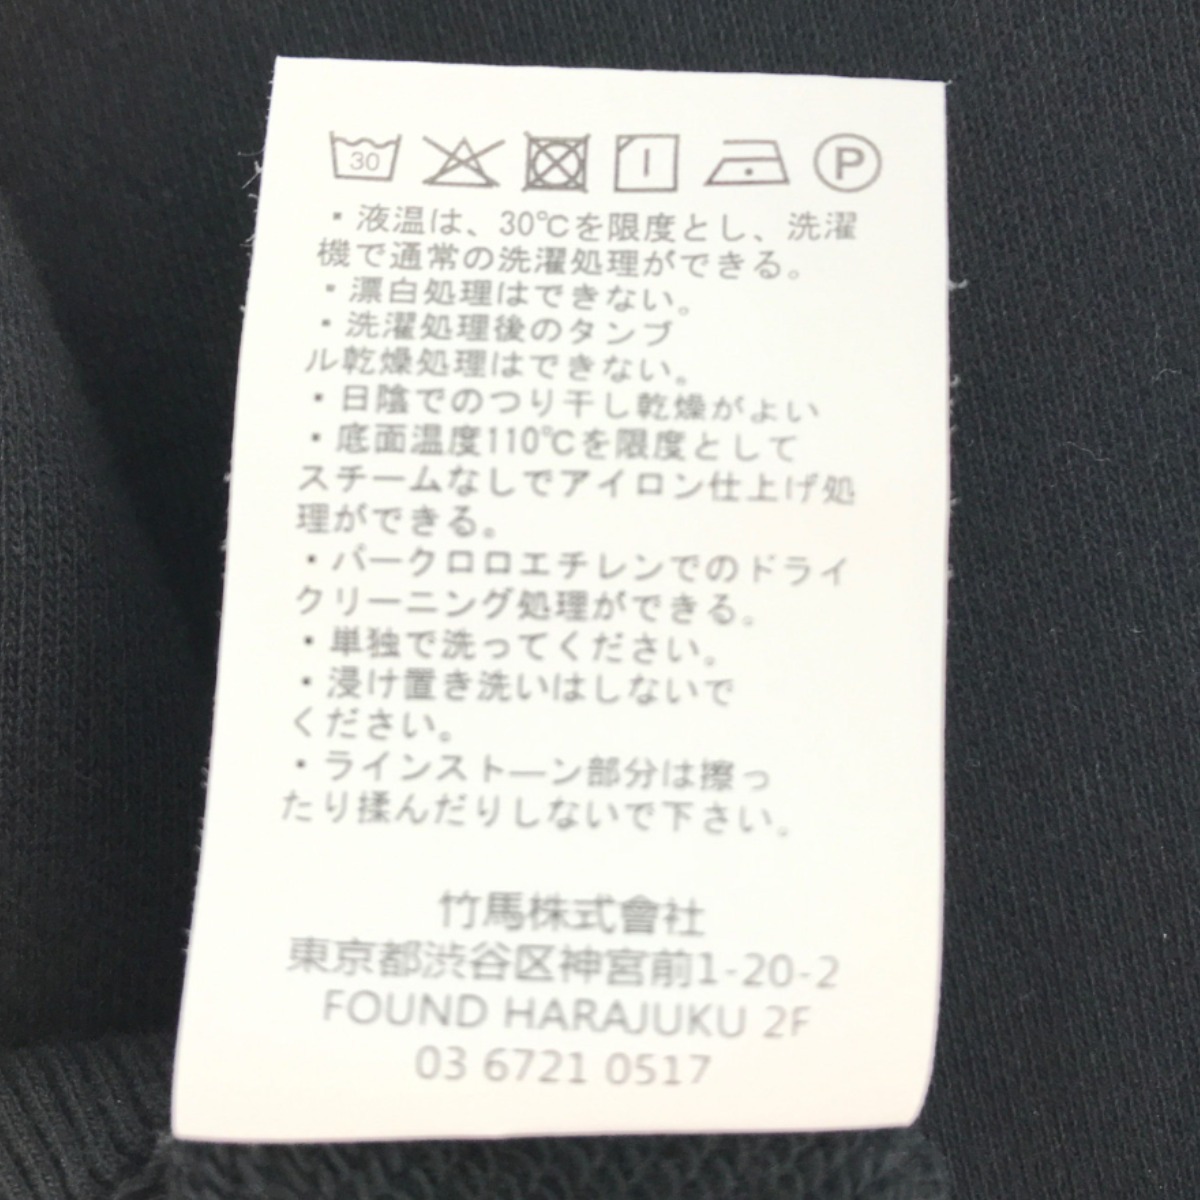 30 P
・液温は、30℃を限度とし、洗濯
機で通常の洗濯処理ができる。
・漂白処理はできない。
・洗濯処理後のタンブ
ル乾燥処理はできない。
・日陰でのつり干し乾燥がよい
・底面温度110℃を限度として
スチームなしでアイロン仕上げ処
理ができる。
・パークロロエチレンでのドライ
クリーニング処理ができる。
・単独で洗ってください。
・浸け置き洗いはしないで
ください。
・ラインストーン部分は擦っ
たり揉んだりしないで下さい。
竹馬株式會社
東京都渋谷区神宮前1-20-2
FOUND HARAJUKU 2F
03 6721 0517